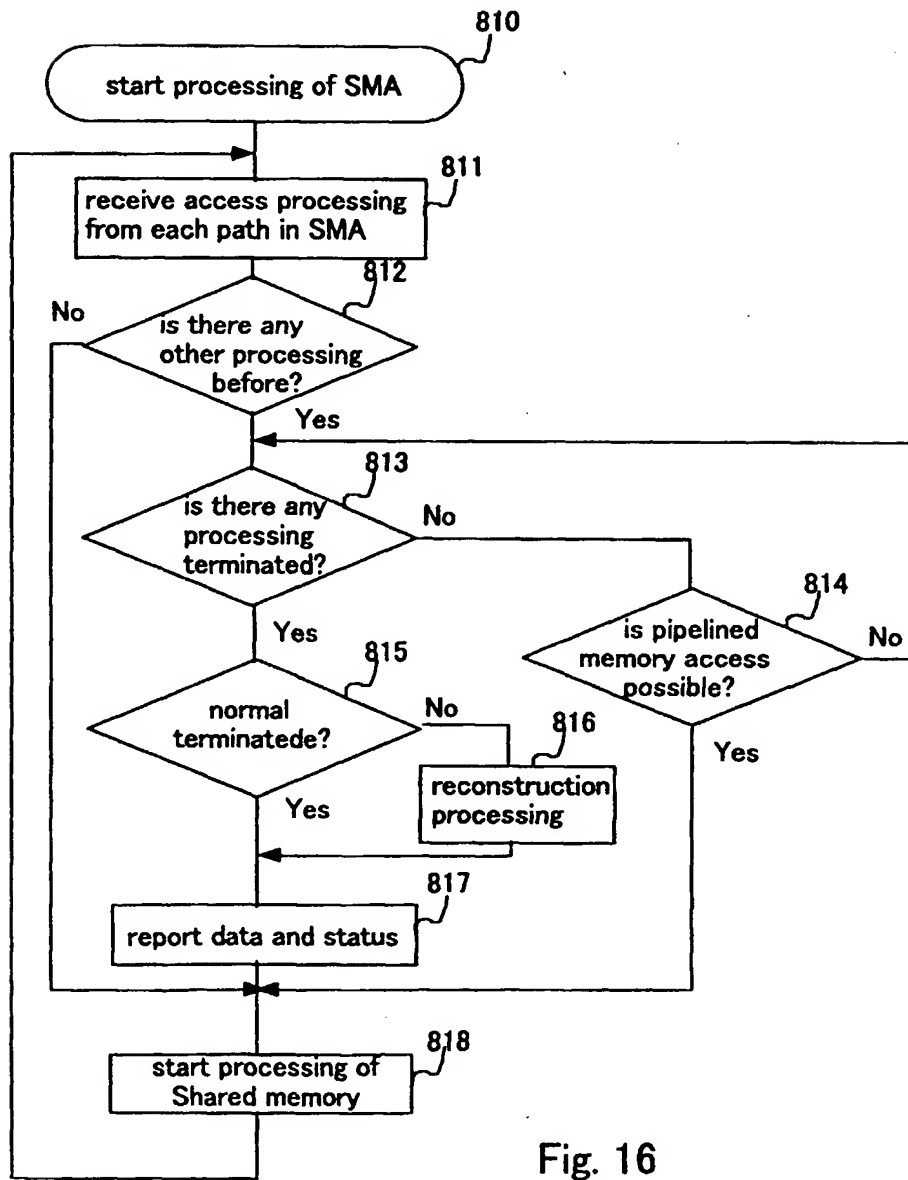 810
start processing of SMA
811
receive access processing
from each path in SMA
812
No
is there any
other processing
before?
Yes
813
is there any
processing
terminated?
No
814
is pipelined
memory access
possible?
No
Yes
815
normal
terminatede?
No
816
reconstruction
processing
Yes
Yes
817
report data and status
818
start processing of
Shared memory
Fig. 16